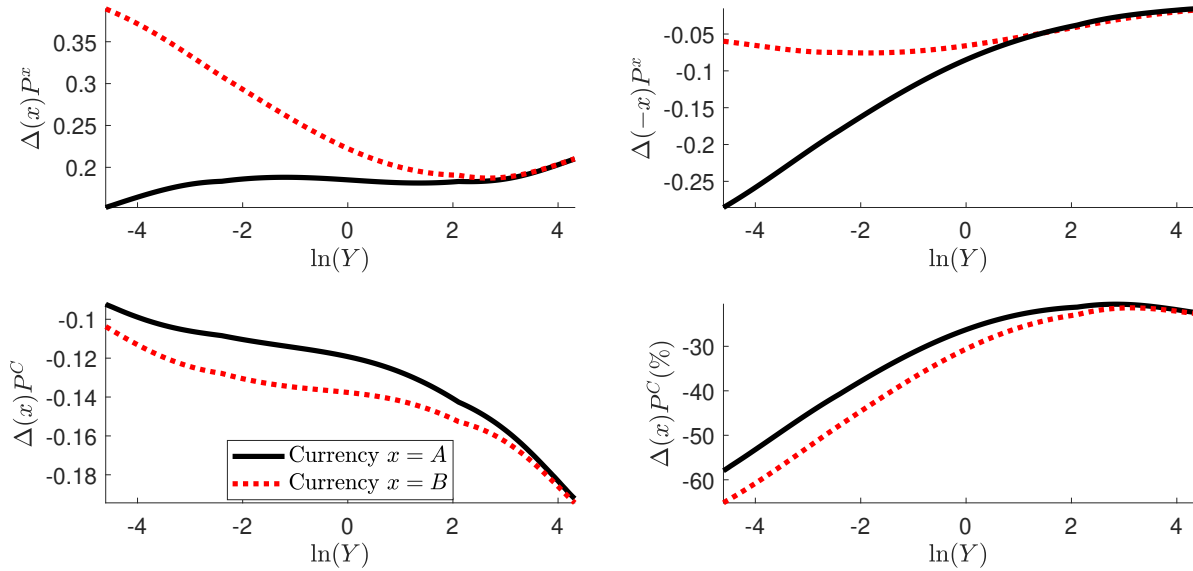 Δ(x)P^x
0.35
0.3
0.25
0.2
-4 -2 0 2 4
ln(Y)
Δ(−x)P^x
-0.05
-0.1
-0.15
-0.2
-0.25
-4 -2 0 2 4
ln(Y)
Δ(x)P^C
-0.1
-0.12
-0.14
-0.16
-0.18
Currency x = A
Currency x = B
-4 -2 0 2 4
ln(Y)
Δ(x)P^C(%)
-30
-40
-50
-60
-4 -2 0 2 4
ln(Y)